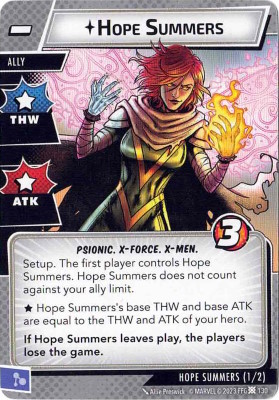 HOPE SUMMERS
ALLY
THW
ATK
3
PSIONIC. X-FORCE. X-MEN.
Setup. The first player controls Hope
Summers. Hope Summers does not count
against your ally limit.
★ Hope Summers's base THW and base ATK
are equal to the THW and ATK of your hero.
If Hope Summers leaves play, the players
lose the game.
HOPE SUMMERS (1/2)
Allie Preswick © MARVEL © 2023 FFG 130